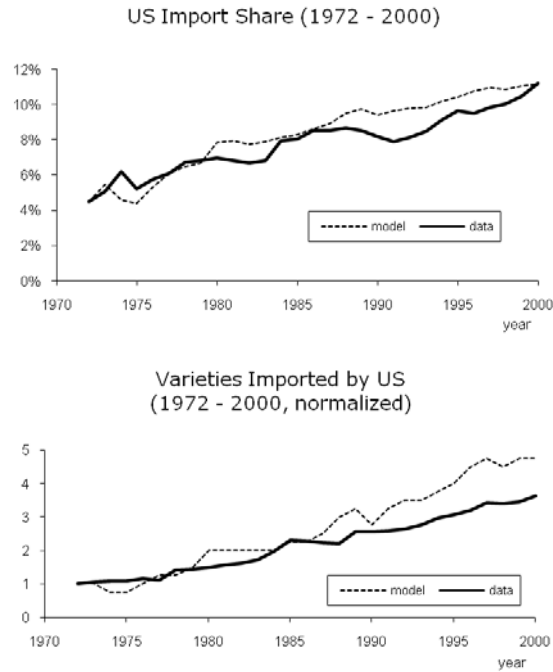 US Import Share (1972 - 2000)
12%
10%
8%
6%
4%
2%
0%
model data
1970 1975 1980 1985 1990 1995 2000
year
Varieties Imported by US
(1972 - 2000, normalized)
5
4
3
2
1
0
model data
1970 1975 1980 1985 1990 1995 2000
year